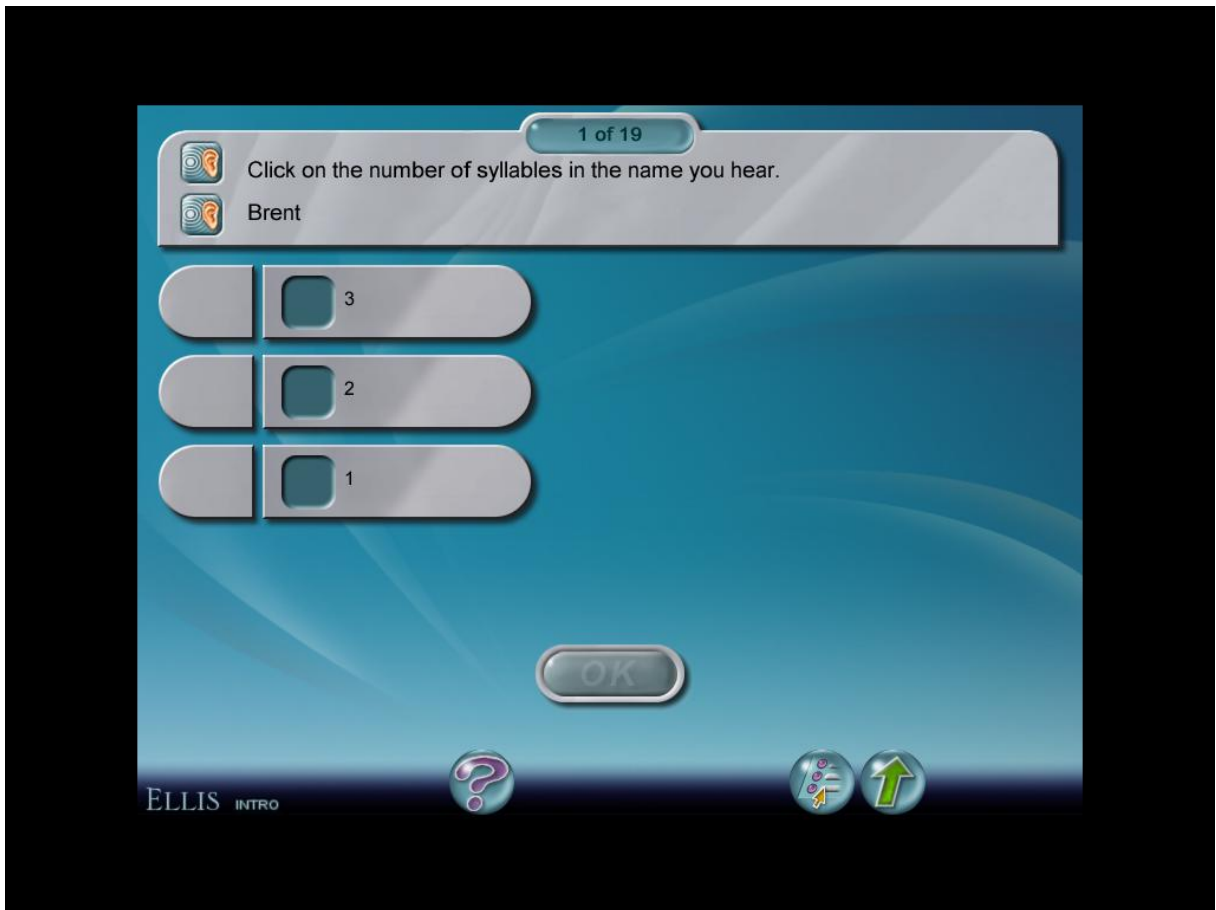 1 of 19
Click on the number of syllables in the name you hear.
Brent
3
2
1
OK
ELLIS INTRO